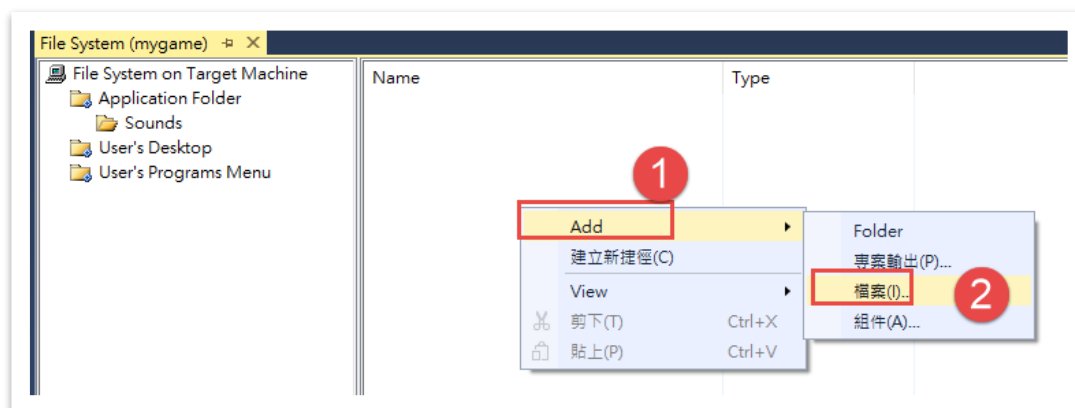 File System (mygame)
File System on Target Machine
Application Folder
Sounds
User's Desktop
User's Programs Menu
Name Type
1
Add
建立新捷徑(C)
View
剪下(T) Ctrl+X
貼上(P) Ctrl+V
Folder
專案輸出(P)...
檔案(I)...
2
組件(A)...